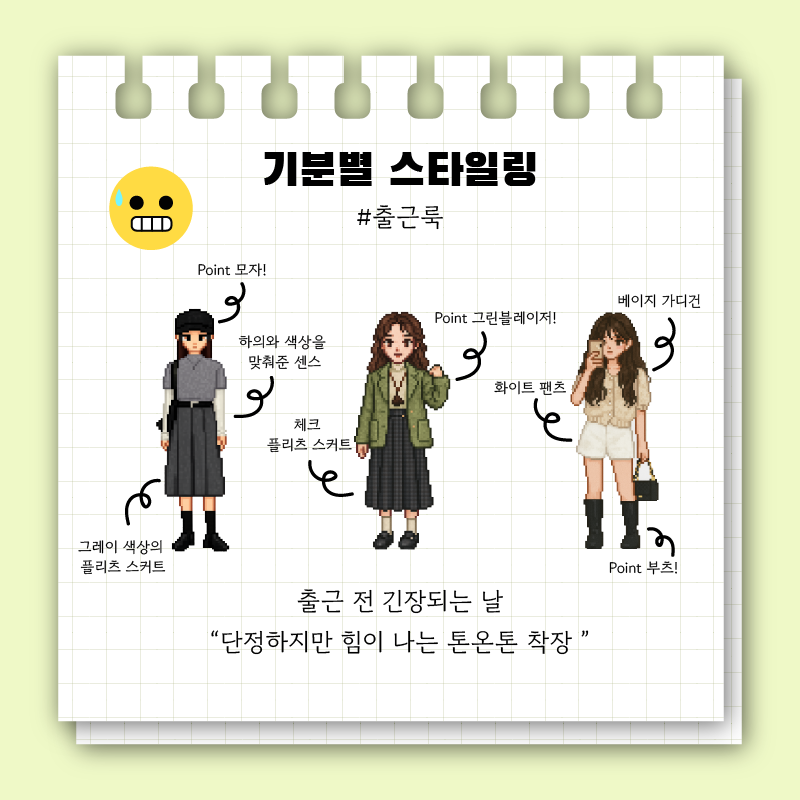 기분별 스타일링
#출근룩
Point 모자!
하의와 색상을
맞춰준 센스
그레이 색상의
플리츠 스커트
Point 그린블레이저!
체크
플리츠 스커트
베이지 가디건
화이트 팬츠
Point 부츠!
출근 전 긴장되는 날
“단정하지만 힘이 나는 톤온톤 착장 ”